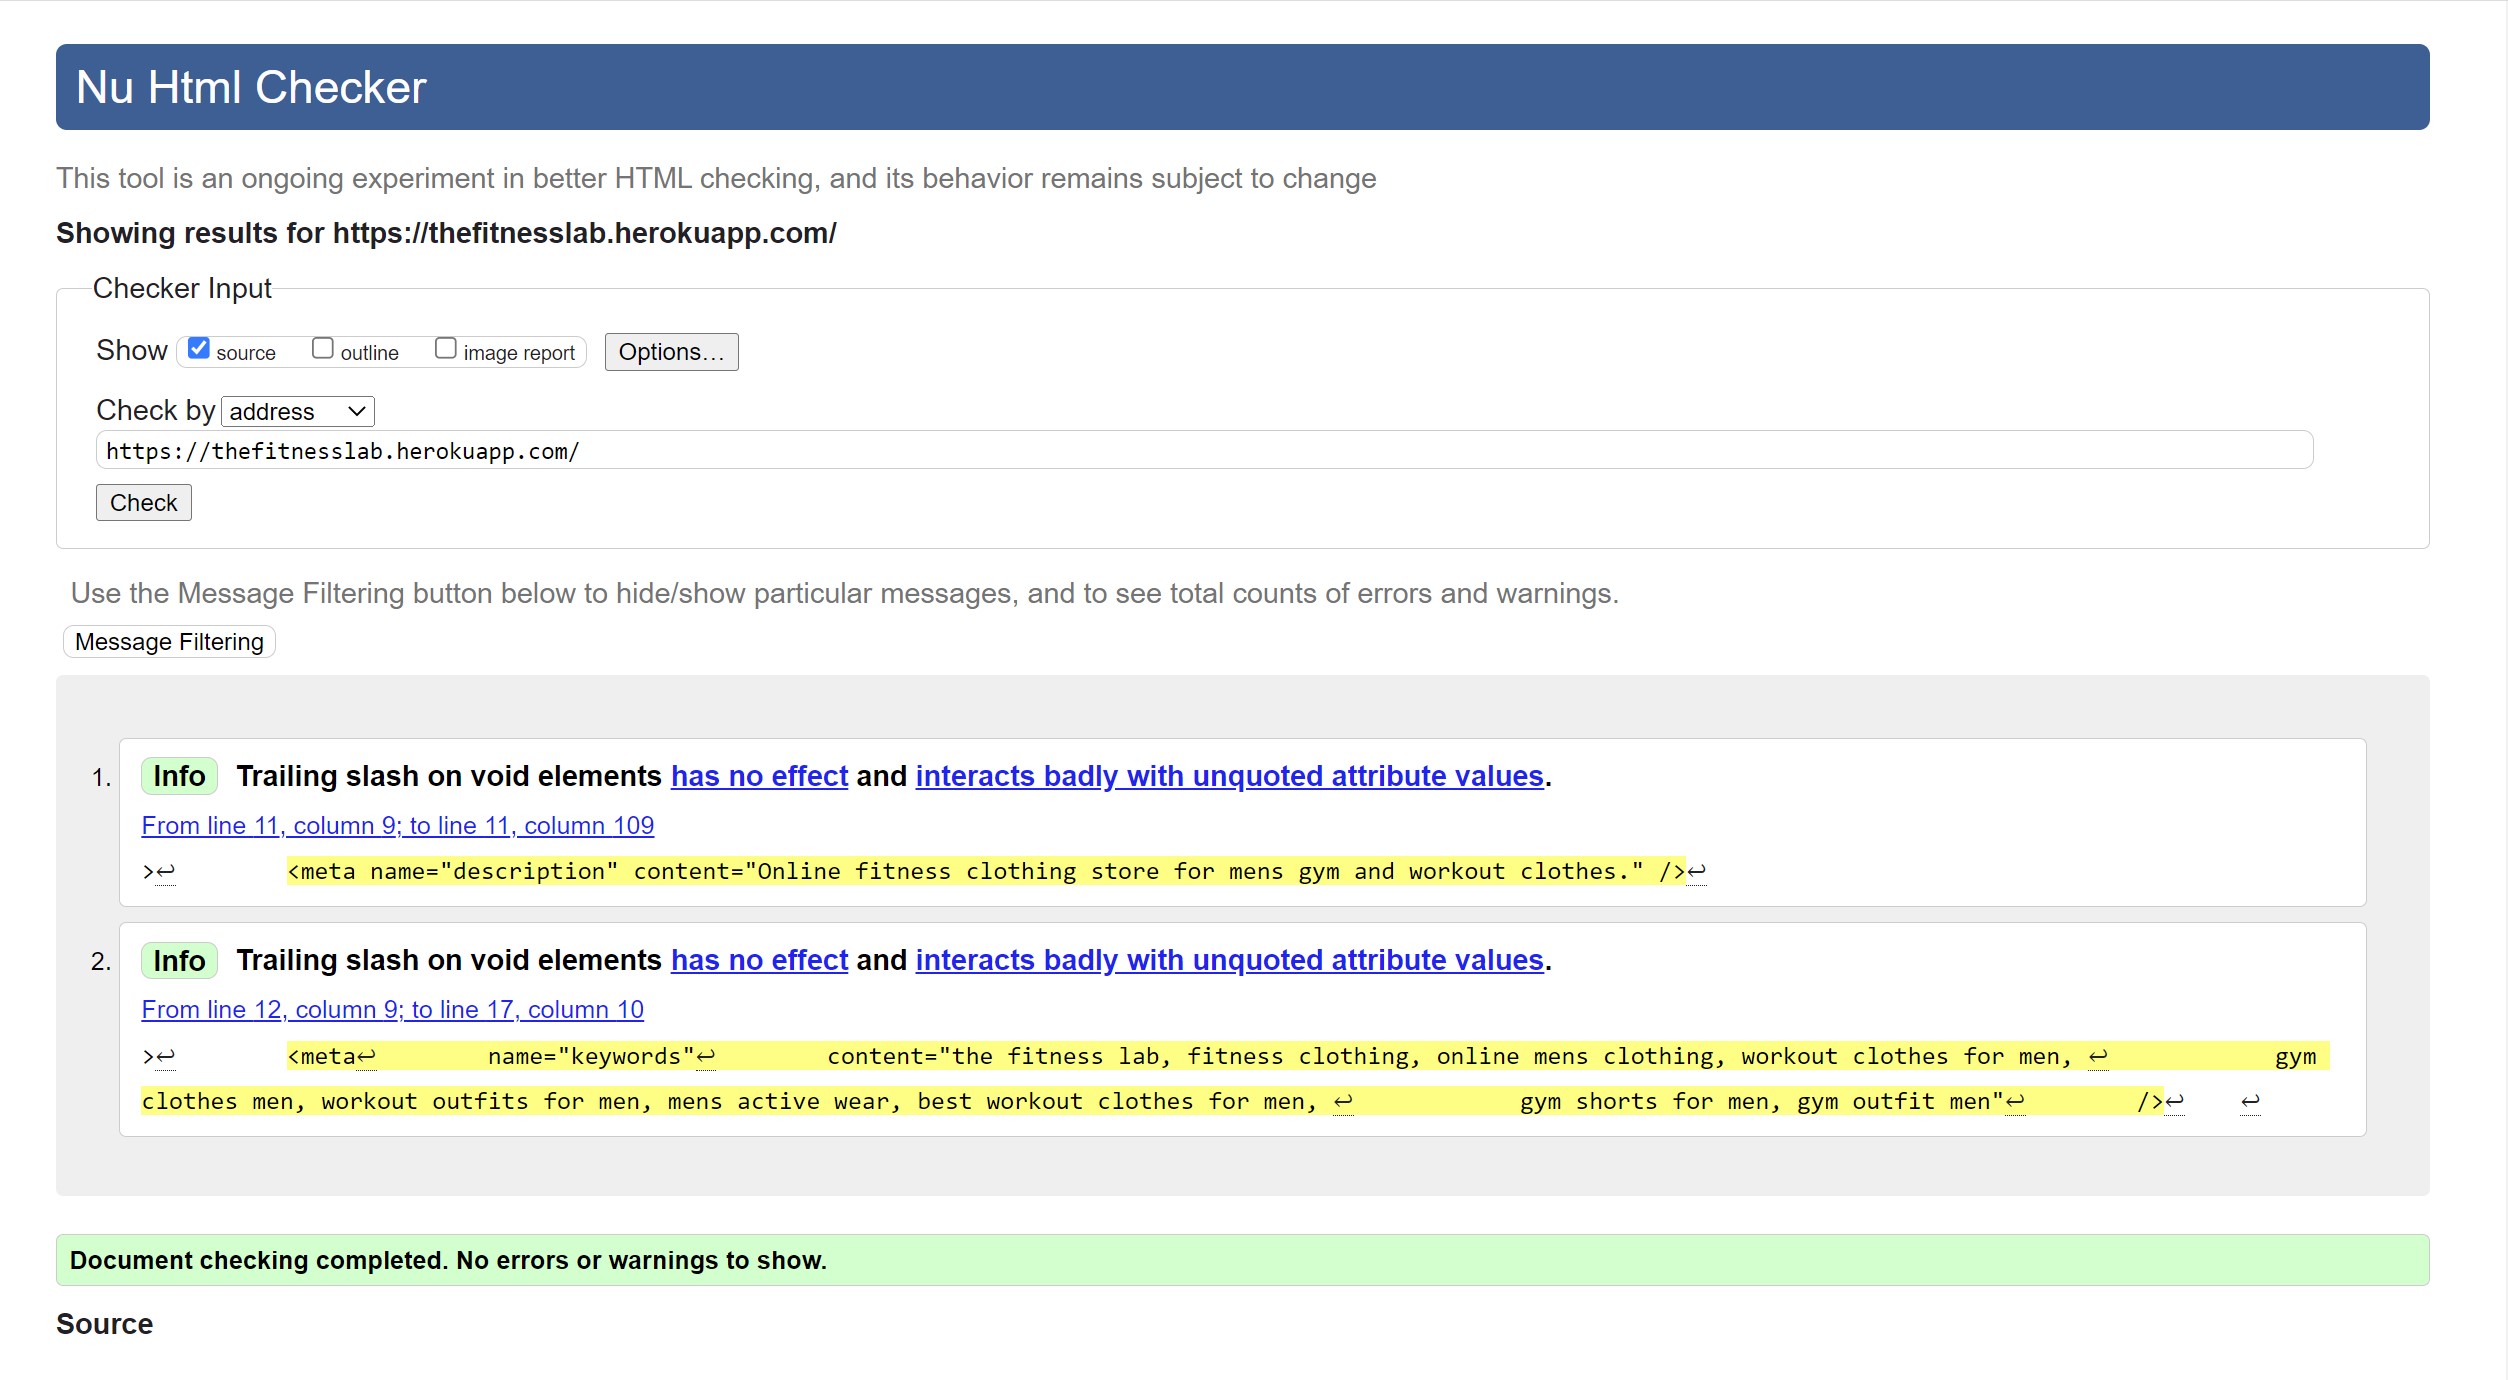 Nu Html Checker
This tool is an ongoing experiment in better HTML checking, and its behavior remains subject to change
Showing results for https://thefitnesslab.herokuapp.com/
Checker Input
Show source outline image report Options…
Check by address
https://thefitnesslab.herokuapp.com/
Check
Use the Message Filtering button below to hide/show particular messages, and to see total counts of errors and warnings.
Message Filtering
1. Info Trailing slash on void elements has no effect and interacts badly with unquoted attribute values.
From line 11, column 9; to line 11, column 109
>↩ <meta name="description" content="Online fitness clothing store for mens gym and workout clothes." />↩
2. Info Trailing slash on void elements has no effect and interacts badly with unquoted attribute values.
From line 12, column 9; to line 17, column 10
>↩ <meta↩ name="keywords"↩ content="the fitness lab, fitness clothing, online mens clothing, workout clothes for men, ↩ gym
clothes men, workout outfits for men, mens active wear, best workout clothes for men, ↩ gym shorts for men, gym outfit men"↩ />↩ ↩
Document checking completed. No errors or warnings to show.
Source